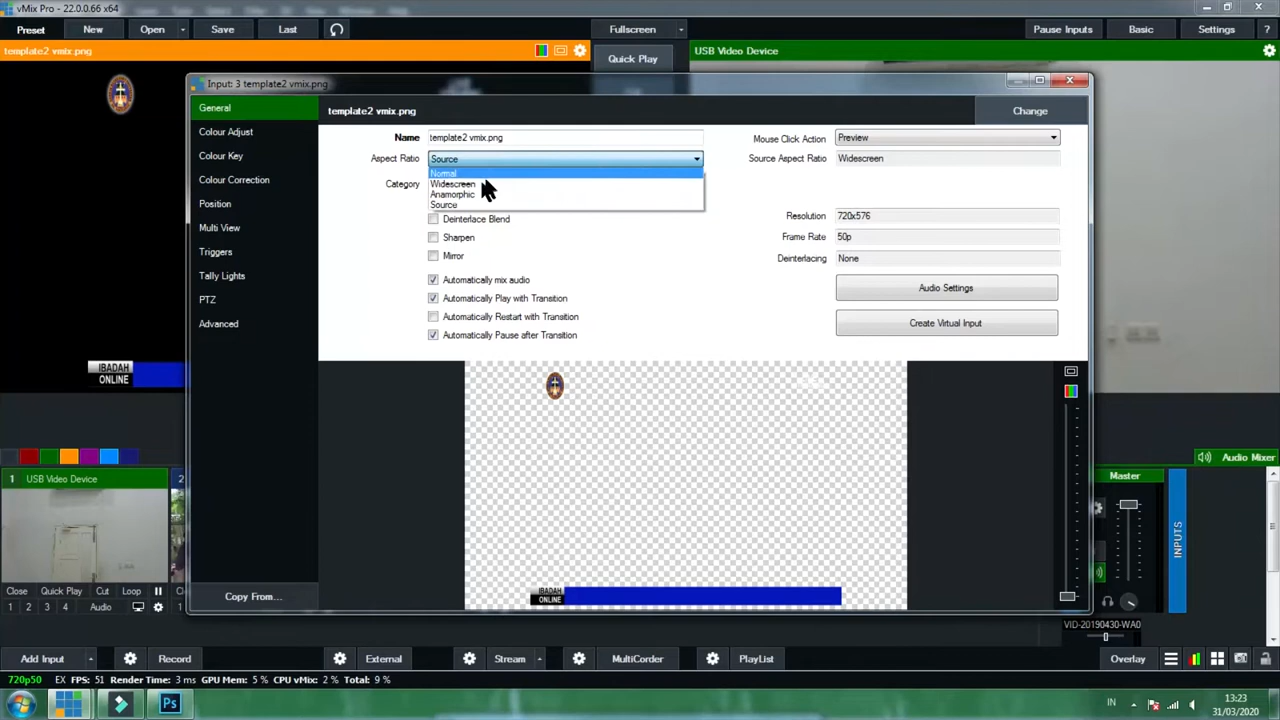 vMix Pro - 22.0.0.66 x64
Preset
New
Open
Save
Last
Fullscreen
Pause Inputs
Basic
Settings
?
template2 vmix.png
Quick Play
USB Video Device
Input: 3 template2 vmix.png
General
template2 vmix.png
Change
Colour Adjust
Name
template2 vmix.png
Mouse Click Action
Preview
Colour Key
Aspect Ratio
Source
Source Aspect Ratio
Widescreen
Normal
Colour Correction
Category
Widescreen
Anamorphic
Position
Source
Resolution
720x576
Deinterlace Blend
Multi View
Sharpen
Frame Rate
50p
Triggers
Mirror
Deinterlacing
None
Tally Lights
Automatically mix audio
Audio Settings
PTZ
Automatically Play with Transition
Advanced
Automatically Restart with Transition
Create Virtual Input
Automatically Pause after Transition
IBADAH
ONLINE
Copy From...
IBADAH
ONLINE
Audio Mixer
1 USB Video Device
2
Master
INPUTS
Close
Quick Play
Cut
Loop
1 2 3 4 Audio
VID-20190430-WA0
Add Input
Record
External
Stream
MultiCorder
PlayList
Overlay
720p50 EX FPS: 51 Render Time: 3 ms GPU Mem: 5 % CPU vMix: 2 % Total: 9 %
Ps
IN
13:23
31/03/2020